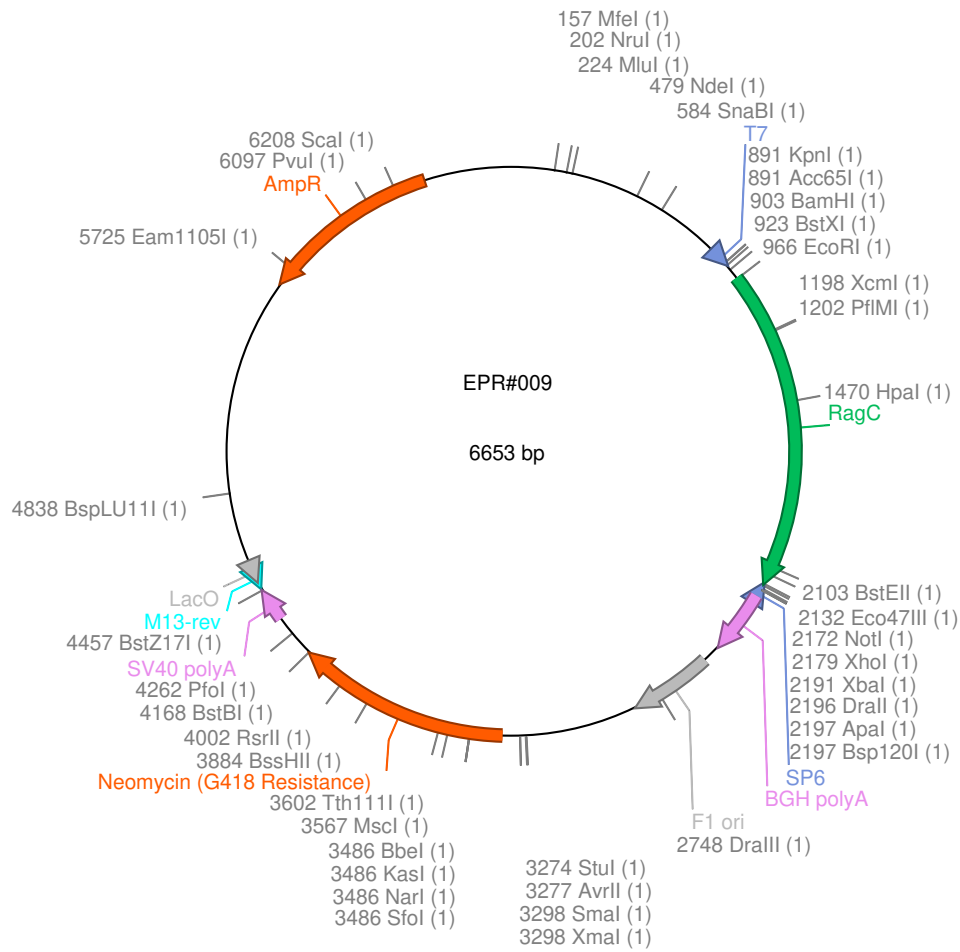 157 MfeI (1)
202 NruI (1)
224 MluI (1)
479 NdeI (1)
584 SnaBI (1)
T7
891 KpnI (1)
891 Acc65I (1)
903 BamHI (1)
923 BstXI (1)
966 EcoRI (1)
1198 XcmI (1)
1202 PflMI (1)
1470 HpaI (1)
RagC
2103 BstEII (1)
2132 Eco47III (1)
2172 NotI (1)
2179 XhoI (1)
2191 XbaI (1)
2196 DraII (1)
2197 ApaI (1)
2197 Bsp120I (1)
SP6
BGH polyA
F1 ori
2748 DraIII (1)
3274 StuI (1)
3277 AvrII (1)
3298 SmaI (1)
3298 XmaI (1)
6208 ScaI (1)
6097 PvuI (1)
AmpR
5725 Eam1105I (1)
EPR#009
6653 bp
4838 BspLU11I (1)
LacO
M13-rev
4457 BstZ17I (1)
SV40 polyA
4262 PfoI (1)
4168 BstBI (1)
4002 RsrII (1)
3884 BssHII (1)
Neomycin (G418 Resistance)
3602 Tth111I (1)
3567 MscI (1)
3486 BbeI (1)
3486 KasI (1)
3486 NarI (1)
3486 SfoI (1)